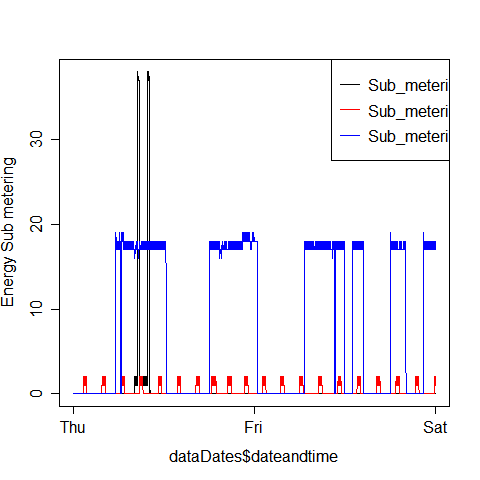 Sub_meteri
Sub_meteri
Sub_meteri
Energy Sub metering
30
20
10
0
Thu
Fri
Sat
dataDates$dateandtime